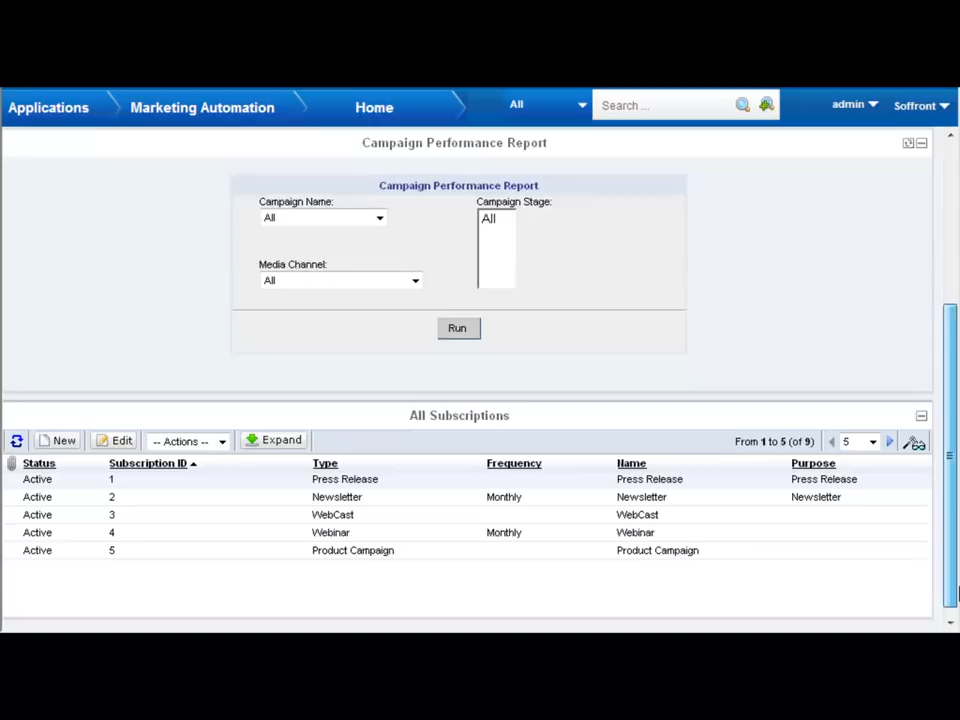 Applications Marketing Automation Home All Search ... admin Soffront
Campaign Performance Report
Campaign Performance Report
Campaign Name: Campaign Stage:
All All
Media Channel:
All
Run
All Subscriptions
New Edit -- Actions -- Expand From 1 to 5 (of 9) 5
Status Subscription ID Type Frequency Name Purpose
Active 1 Press Release Press Release Press Release
Active 2 Newsletter Monthly Newsletter Newsletter
Active 3 WebCast WebCast
Active 4 Webinar Monthly Webinar
Active 5 Product Campaign Product Campaign